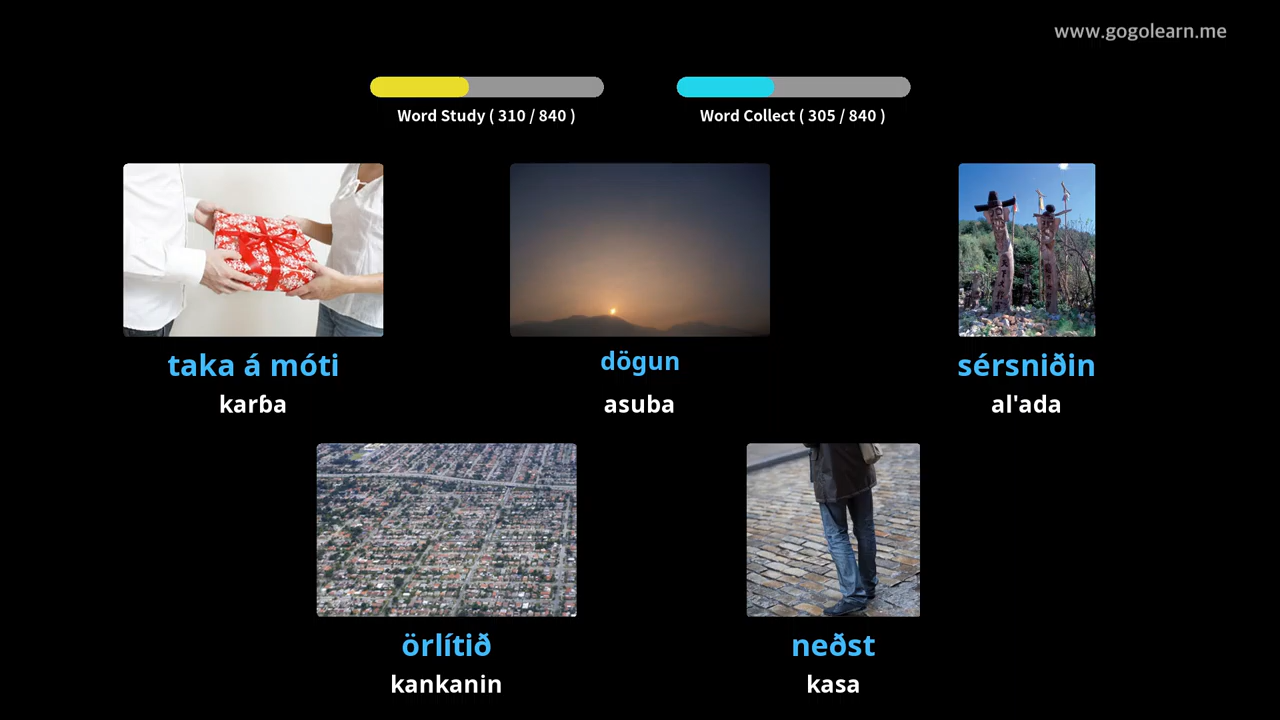 www.gogolearn.me
Word Study ( 310 / 840 )
Word Collect ( 305 / 840 )
taka á móti
karɓa
dögun
asuba
sérsniðin
al'ada
örlítið
kankanin
neðst
kasa